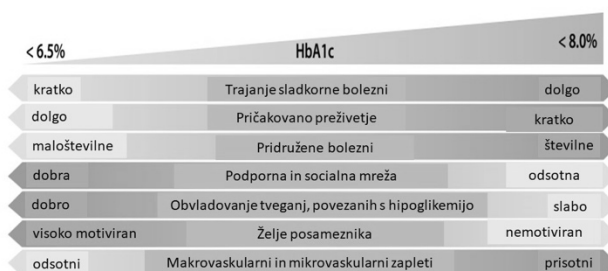 < 6.5% HbA1c < 8.0%
kratko Trajanje sladkorne bolezni dolgo
dolgo Pričakovano preživetje kratko
maloštevilne Pridružene bolezni številne
dobra Podporna in socialna mreža odsotna
dobro Obvladovanje tveganj, povezanih s hipoglikemijo slabo
visoko motiviran Želje posameznika nemotiviran
odsotni Makrovaskularni in mikrovaskularni zapleti prisotni